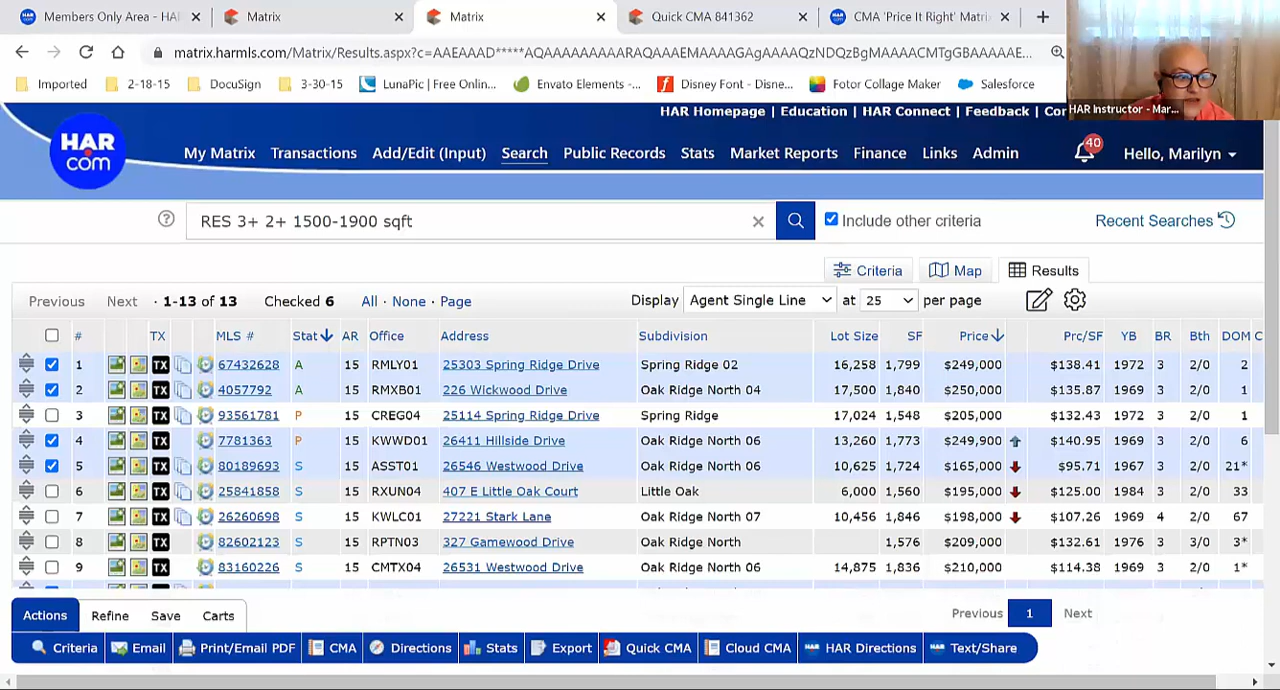 Members Only Area - HA
Matrix
Matrix
Quick CMA 841362
CMA 'Price It Right' Matri
matrix.harmls.com/Matrix/Results.aspx?c=AAEAAAD*****AQAAAAAAAAARAQAAAEMAAAAGAgAAAAQzNDQzBgMAAAACMTgGBAAAAAE...
Imported 2-18-15 DocuSign 3-30-15 LunaPic | Free Onlin... Envato Elements -... Disney Font - Disne... Fotor Collage Maker Salesforce
HAR Instructor - Mar...
HAR Homepage | Education | HAR Connect | Feedback | Cor
HAR
com
My Matrix Transactions Add/Edit (Input) Search Public Records Stats Market Reports Finance Links Admin 40 Hello, Marilyn
RES 3+ 2+ 1500-1900 sqft Include other criteria Recent Searches
Criteria Map Results
Previous Next · 1-13 of 13 Checked 6 All · None · Page Display Agent Single Line at 25 per page
# TX MLS # Stat AR Office Address Subdivision Lot Size SF Price Prc/SF YB BR Bth DOM C
1 TX 67432628 A 15 RMLY01 25303 Spring Ridge Drive Spring Ridge 02 16,258 1,799 $249,000 $138.41 1972 3 2/0 2
2 TX 4057792 A 15 RMXB01 226 Wickwood Drive Oak Ridge North 04 17,500 1,840 $250,000 $135.87 1969 3 2/0 1
3 TX 93561781 P 15 CREG04 25114 Spring Ridge Drive Spring Ridge 17,024 1,548 $205,000 $132.43 1972 3 2/0 1
4 TX 7781363 P 15 KWWD01 26411 Hillside Drive Oak Ridge North 06 13,260 1,773 $249,900 $140.95 1969 3 2/0 6
5 TX 80189693 S 15 ASST01 26546 Westwood Drive Oak Ridge North 06 10,625 1,724 $165,000 $95.71 1967 3 2/0 21*
6 TX 25841858 S 15 RXUN04 407 E Little Oak Court Little Oak 6,000 1,560 $195,000 $125.00 1984 3 2/0 33
7 TX 26260698 S 15 KWLC01 27221 Stark Lane Oak Ridge North 07 10,456 1,846 $198,000 $107.26 1969 4 2/0 67
8 TX 82602123 S 15 RPTN03 327 Gamewood Drive Oak Ridge North 1,576 $209,000 $132.61 1976 3 3/0 3*
9 TX 83160226 S 15 CMTX04 26531 Westwood Drive Oak Ridge North 06 14,875 1,836 $210,000 $114.38 1969 3 2/0 1*
Actions Refine Save Carts Previous 1 Next
Criteria Email Print/Email PDF CMA Directions Stats Export Quick CMA Cloud CMA HAR Directions Text/Share